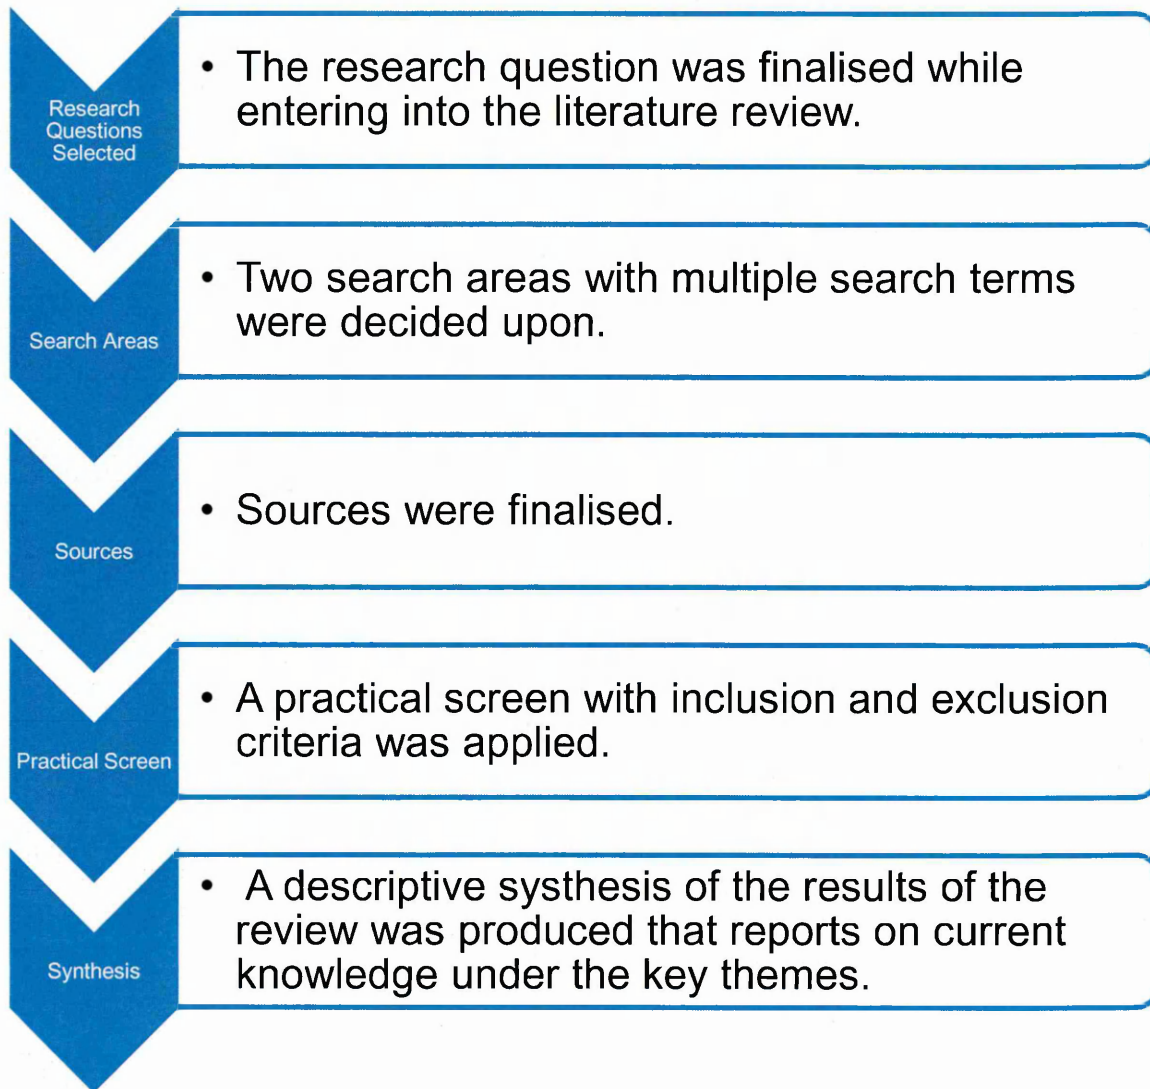 Research
Questions
Selected
• The research question was finalised while
entering into the literature review.
Search Areas
• Two search areas with multiple search terms
were decided upon.
Sources
• Sources were finalised.
Practical Screen
• A practical screen with inclusion and exclusion
criteria was applied.
Synthesis
• A descriptive systhesis of the results of the
review was produced that reports on current
knowledge under the key themes.